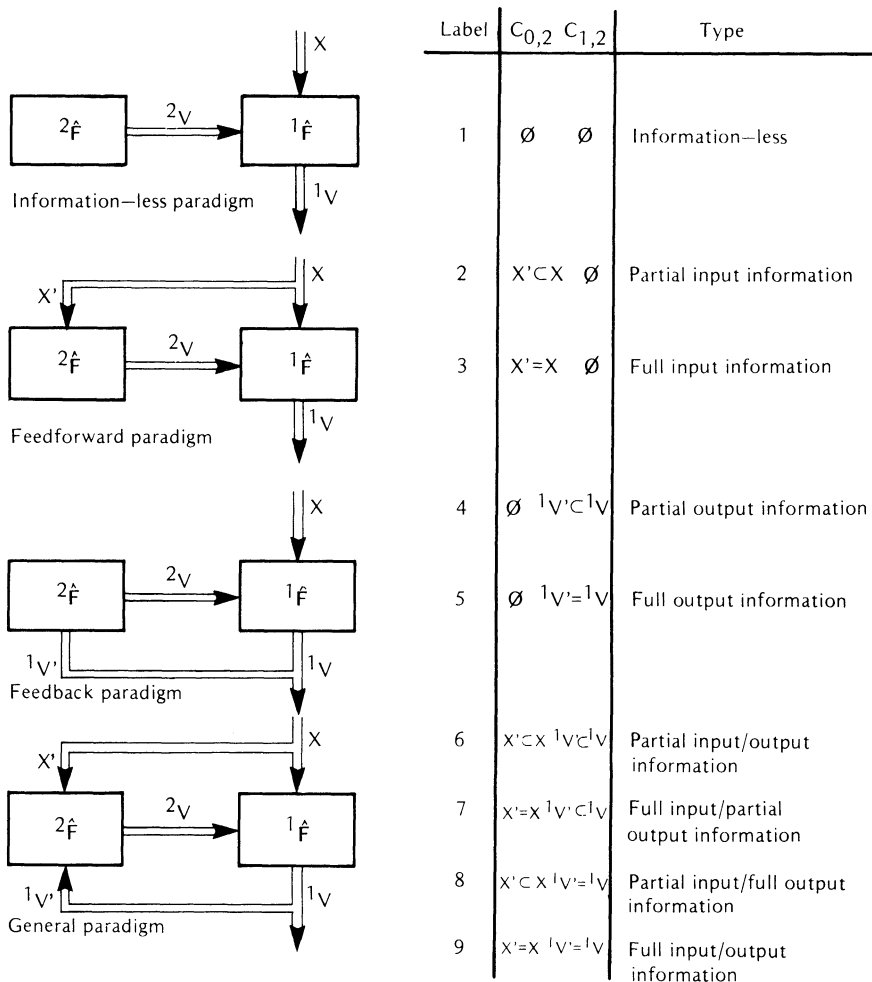 X
²F̂ ²V ¹F̂
¹V
Information–less paradigm
X
X'
²F̂ ²V ¹F̂
¹V
Feedforward paradigm
X
²F̂ ²V ¹F̂
¹V' ¹V
Feedback paradigm
X
X'
²F̂ ²V ¹F̂
¹V' ¹V
General paradigm
Label C₀,₂ C₁,₂ Type
1 Ø Ø Information–less
2 X'⊂X Ø Partial input information
3 X'=X Ø Full input information
4 Ø ¹V'⊂¹V Partial output information
5 Ø ¹V'=¹V Full output information
6 X'⊂X ¹V'⊂¹V Partial input/output
information
7 X'=X ¹V'⊂¹V Full input/partial
output information
8 X'⊂X ¹V'=¹V Partial input/full output
information
9 X'=X ¹V'=¹V Full input/output
information